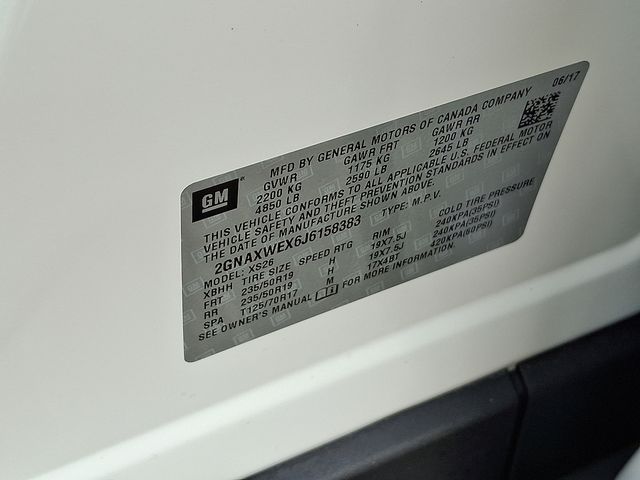 06/17
GM
MFD BY GENERAL MOTORS OF CANADA COMPANY
GVWR GAWR FRT GAWR RR
2200 KG 1175 KG 1200 KG
4850 LB 2590 LB 2645 LB
THIS VEHICLE CONFORMS TO ALL APPLICABLE U.S. FEDERAL MOTOR
VEHICLE SAFETY AND THEFT PREVENTION STANDARDS IN EFFECT ON
THE DATE OF MANUFACTURE SHOWN ABOVE.
2GNAXWEX6J6158383 TYPE: M.P.V.
MODEL: XS26
XBHH TIRE SIZE SPEED RTG RIM COLD TIRE PRESSURE
FRT 235/50R19 H 19X7.5J 240KPA(35PSI)
RR 235/50R19 H 19X7.5J 240KPA(35PSI)
SPA T125/70R17 M 17X4BT 420KPA(60PSI)
SEE OWNER'S MANUAL FOR MORE INFORMATION.